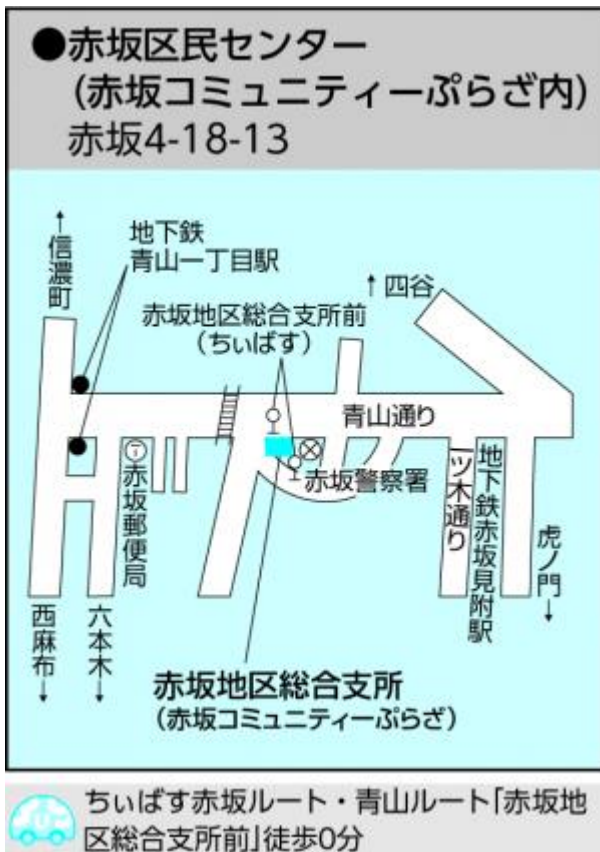 ●赤坂区民センター
(赤坂コミュニティーぷらざ内)
赤坂4-18-13
↑信濃町
地下鉄
青山一丁目駅
↑四谷
赤坂地区総合支所前
(ちぃばす)
青山通り
赤坂郵便局
赤坂警察署
一ツ木通り
地下鉄赤坂見附駅
虎ノ門↓
西麻布↓
六本木↓
赤坂地区総合支所
(赤坂コミュニティーぷらざ)
ちぃばす赤坂ルート・青山ルート「赤坂地
区総合支所前」徒歩0分